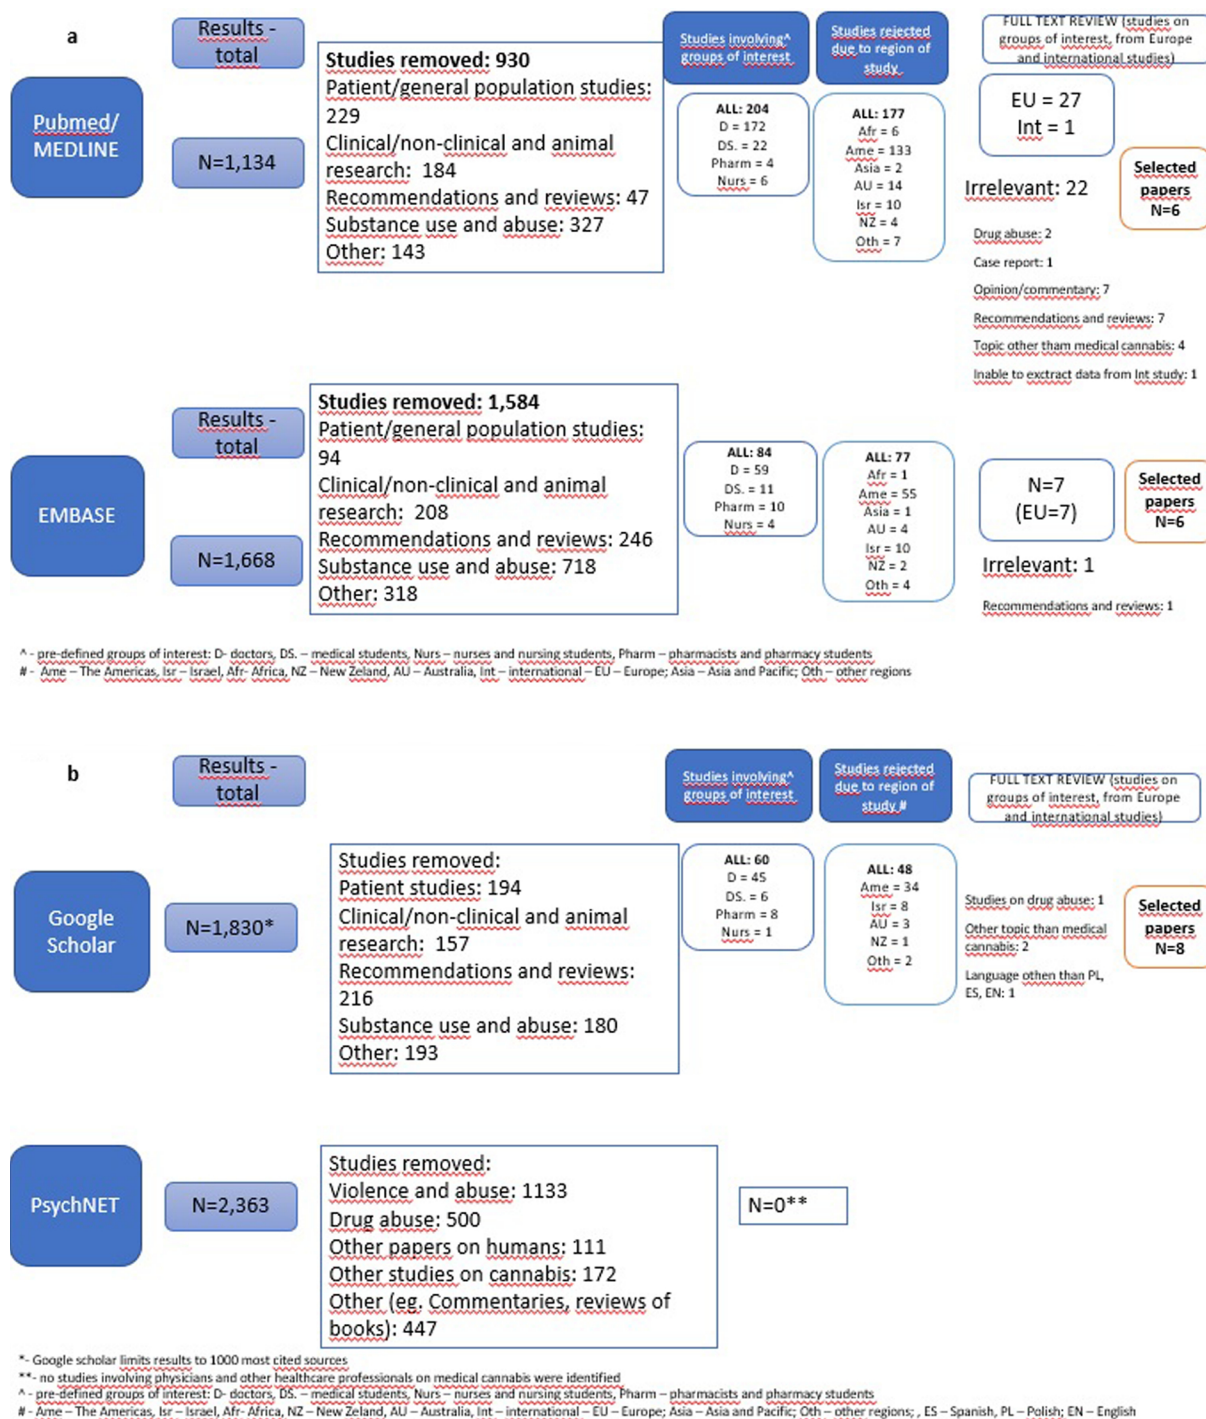 a
Results -
total
Studies involving^
groups of interest
Studies rejected
due to region of
study
FULL TEXT REVIEW (studies on
groups of interest, from Europe
and international studies)
Pubmed/
MEDLINE
N=1,134
Studies removed: 930
Patient/general population studies:
229
Clinical/non-clinical and animal
research: 184
Recommendations and reviews: 47
Substance use and abuse: 327
Other: 143
ALL: 204
D = 172
DS. = 22
Pharm = 4
Nurs = 6
ALL: 177
Afr = 6
Ame = 133
Asia = 2
AU = 14
Isr = 10
NZ = 4
Oth = 7
EU = 27
Int = 1
Irrelevant: 22
Drug abuse: 2
Case report: 1
Opinion/commentary: 7
Recommendations and reviews: 7
Topic other tham medical cannabis: 4
Inable to exctract data from Int study: 1
Selected
papers
N=6
Results -
total
EMBASE
N=1,668
Studies removed: 1,584
Patient/general population studies:
94
Clinical/non-clinical and animal
research: 208
Recommendations and reviews: 246
Substance use and abuse: 718
Other: 318
ALL: 84
D = 59
DS. = 11
Pharm = 10
Nurs = 4
ALL: 77
Afr = 1
Ame = 55
Asia = 1
AU = 4
Isr = 10
NZ = 2
Oth = 4
N=7
(EU=7)
Irrelevant: 1
Recommendations and reviews: 1
Selected
papers
N=6
^ - pre-defined groups of interest: D- doctors, DS. – medical students, Nurs – nurses and nursing students, Pharm – pharmacists and pharmacy students
# - Ame – The Americas, Isr – Israel, Afr- Africa, NZ – New Zeland, AU – Australia, Int – international – EU – Europe; Asia – Asia and Pacific; Oth – other regions
b
Results -
total
Studies involving^
groups of interest
Studies rejected
due to region of
study #
FULL TEXT REVIEW (studies on
groups of interest, from Europe
and international studies)
Google
Scholar
N=1,830*
Studies removed:
Patient studies: 194
Clinical/non-clinical and animal
research: 157
Recommendations and reviews:
216
Substance use and abuse: 180
Other: 193
ALL: 60
D = 45
DS. = 6
Pharm = 8
Nurs = 1
ALL: 48
Ame = 34
Isr = 8
AU = 3
NZ = 1
Oth = 2
Studies on drug abuse: 1
Other topic than medical
cannabis: 2
Language othen than PL,
ES, EN: 1
Selected
papers
N=8
PsychNET
N=2,363
Studies removed:
Violence and abuse: 1133
Drug abuse: 500
Other papers on humans: 111
Other studies on cannabis: 172
Other (eg. Commentaries, reviews of
books): 447
N=0**
*- Google scholar limits results to 1000 most cited sources
**- no studies involving physicians and other healthcare professionals on medical cannabis were identified
^ - pre-defined groups of interest: D- doctors, DS. – medical students, Nurs – nurses and nursing students, Pharm – pharmacists and pharmacy students
# - Ame – The Americas, Isr – Israel, Afr- Africa, NZ – New Zeland, AU – Australia, Int – international – EU – Europe; Asia – Asia and Pacific; Oth – other regions; , ES – Spanish, PL – Polish; EN – English